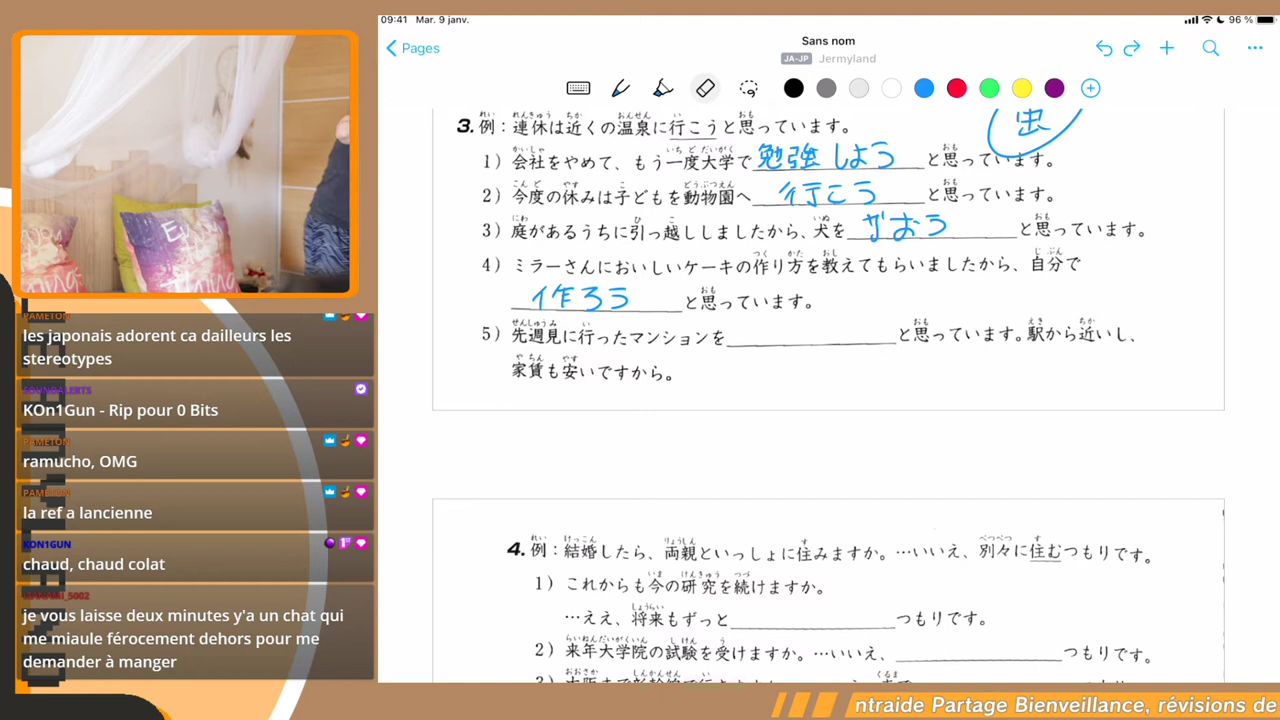 09:41 Mar. 9 janv.
96 %
Pages
Sans nom
JA-JP Jermyland
3. 例：連休は近くの温泉に行こうと思っています。
1）会社をやめて、もう一度大学で 勉強しよう と思っています。
2）今度の休みは子どもを動物園へ 行こう と思っています。
3）庭があるうちに引っ越ししましたから、犬を
おう と思っています。
4）ミラーさんにおいしいケーキの作り方を教えてもらいましたから、自分で
作ろう と思っています。
5）先週見に行ったマンションを と思っています。駅から近いし、
家賃も安いですから。
4. 例：結婚したら、両親といっしょに住みますか。…いいえ、別々に住むつもりです。
1）これからも今の研究を続けますか。
…ええ、将来もずっと つもりです。
2）来年大学院の試験を受けますか。…いいえ、 つもりです。
PAMETON
les japonais adorent ca dailleurs les
stereotypes
SOUNDALERTS
KOn1Gun - Rip pour 0 Bits
PAMETON
ramucho, OMG
PAMETON
la ref a lancienne
KON1GUN
chaud, chaud colat
je vous laisse deux minutes y'a un chat qui
me miaule férocement dehors pour me
demander à manger
ntraide Partage Bienveillance, révisions de